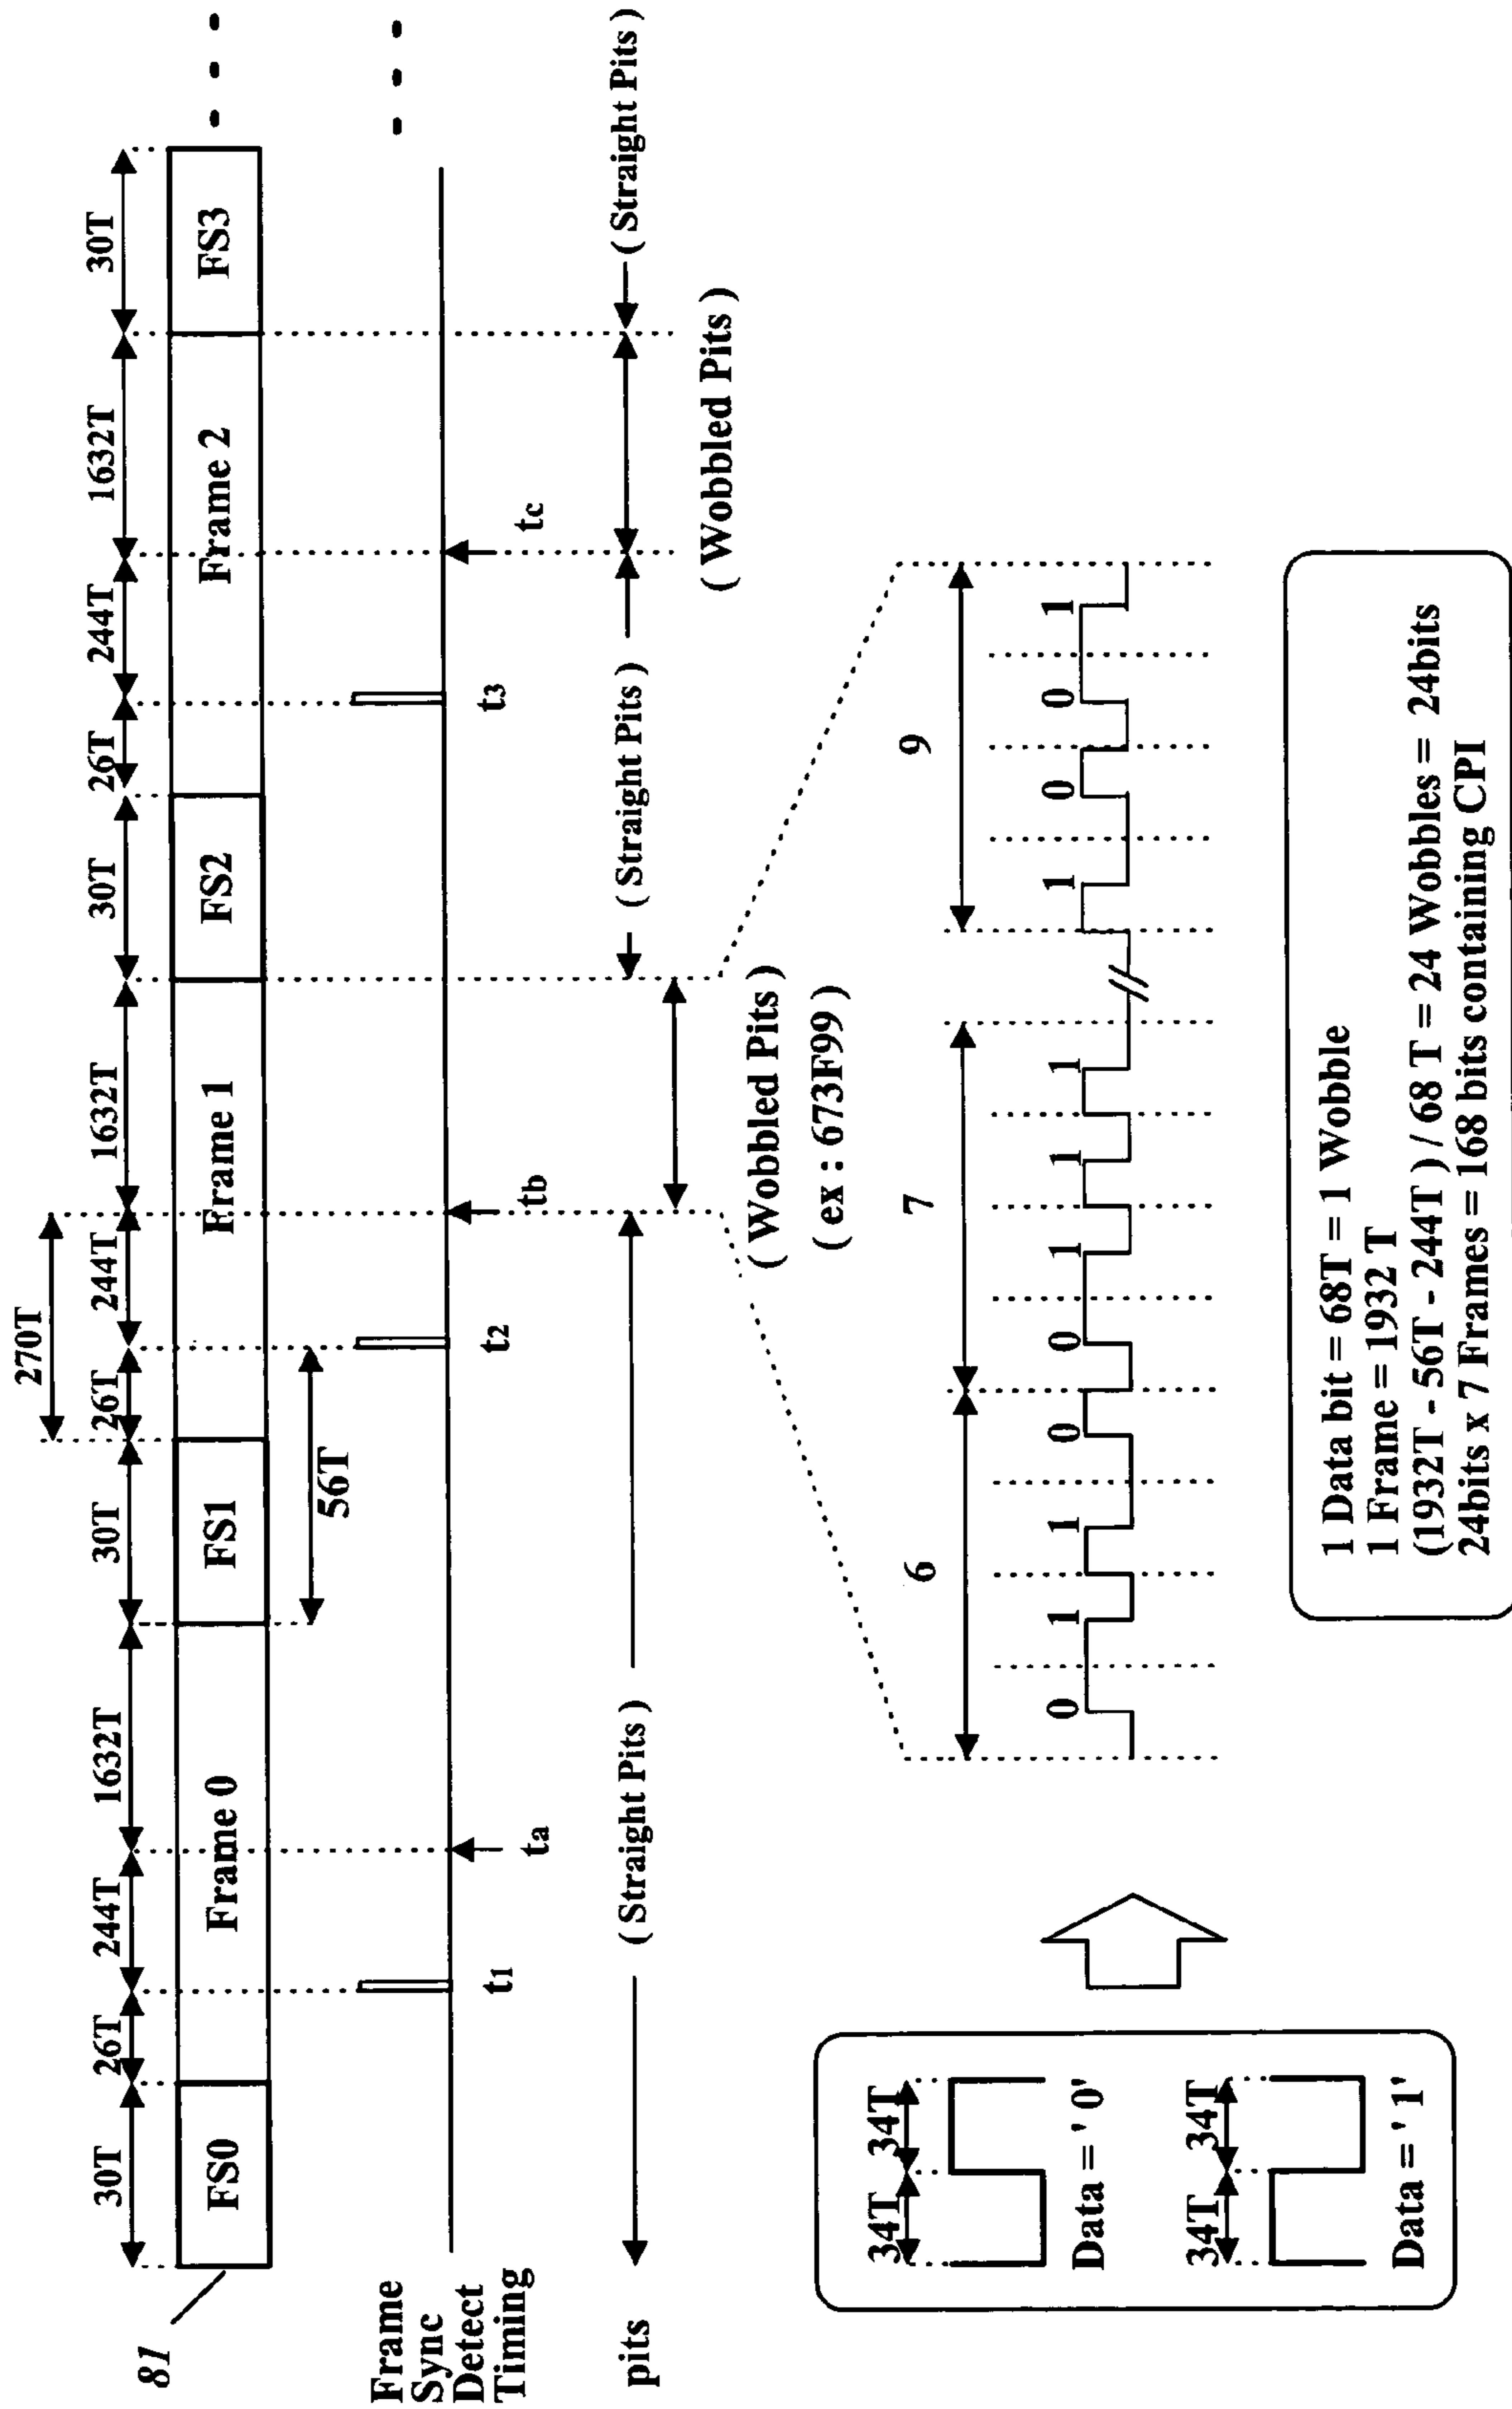 270T
30T 26T 244T 1632T 30T 26T 244T 1632T 30T 26T 244T 1632T 30T
81
FS0 Frame 0 FS1 Frame 1 FS2 Frame 2 FS3
56T
Frame
Sync
Detect
Timing
t1 ta t2 tb t3 tc
pits
( Straight Pits ) ( Straight Pits ) ( Straight Pits )
( Wobbled Pits ) ( Wobbled Pits )
( ex : 673F99 )
34T 34T
Data = ' 0'
34T 34T
Data = ' 1'
6 7 9
0 1 1 0 0 1 1 1 1 0 0 1
1 Data bit = 68T = 1 Wobble
1 Frame = 1932 T
(1932T - 56T - 244T ) / 68 T = 24 Wobbles = 24bits
24bits x 7 Frames = 168 bits containing CPI